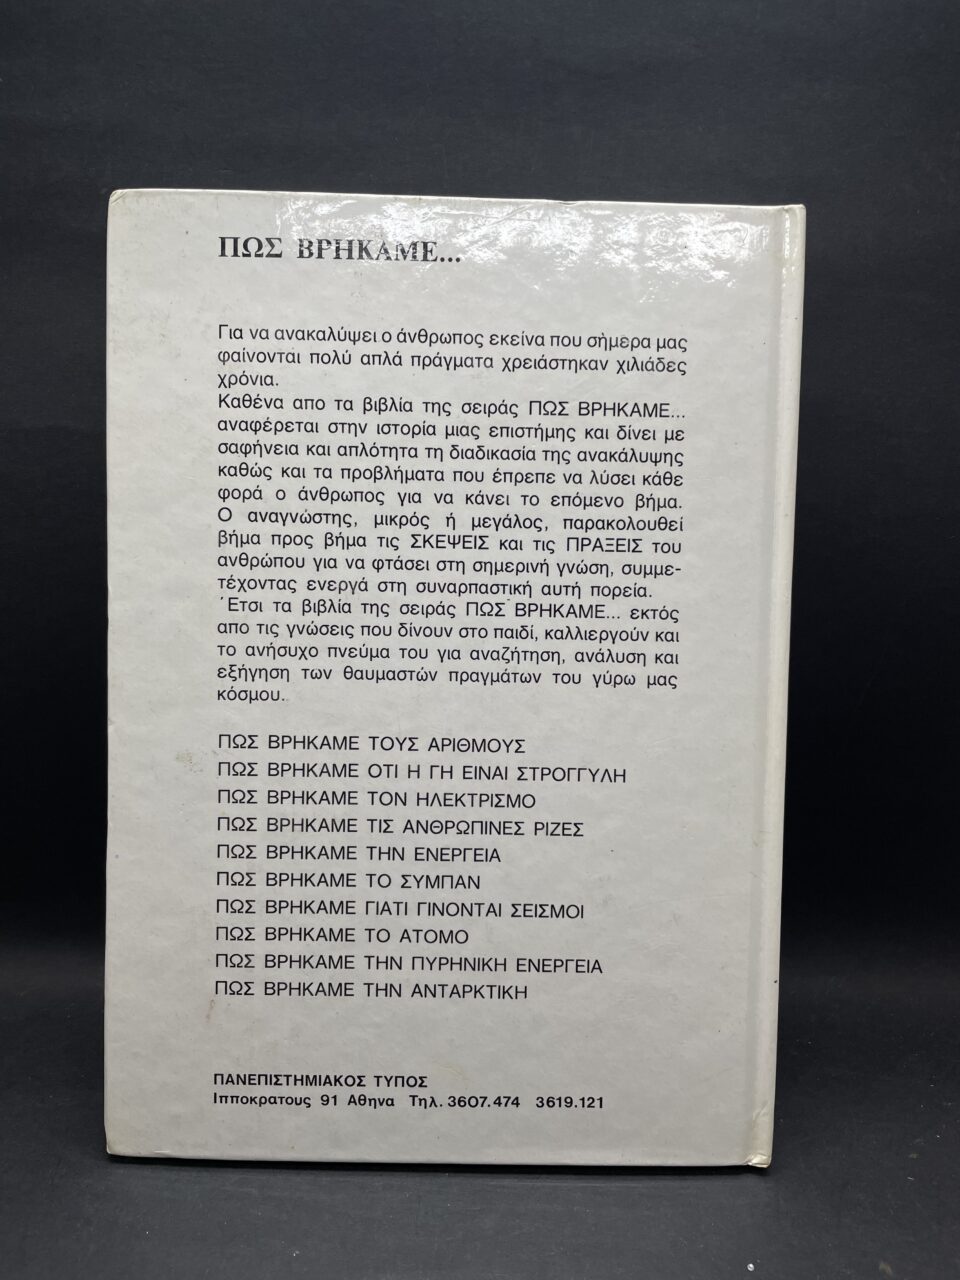 ΠΩΣ ΒΡΗΚΑΜΕ...
Για να ανακαλύψει ο άνθρωπος εκείνα που σήμερα μας
φαίνονται πολύ απλά πράγματα χρειάστηκαν χιλιάδες
χρόνια.
Καθένα απο τα βιβλία της σειράς ΠΩΣ ΒΡΗΚΑΜΕ...
αναφέρεται στην ιστορία μιας επιστήμης και δίνει με
σαφήνεια και απλότητα τη διαδικασία της ανακάλυψης
καθώς και τα προβλήματα που έπρεπε να λύσει κάθε
φορά ο άνθρωπος για να κάνει το επόμενο βήμα.
Ο αναγνώστης, μικρός ή μεγάλος, παρακολουθεί
βήμα προς βήμα τις ΣΚΕΨΕΙΣ και τις ΠΡΑΞΕΙΣ του
ανθρώπου για να φτάσει στη σημερινή γνώση, συμμε-
τέχοντας ενεργά στη συναρπαστική αυτή πορεία.
Έτσι τα βιβλία της σειράς ΠΩΣ ΒΡΗΚΑΜΕ... εκτός
απο τις γνώσεις που δίνουν στο παιδί, καλλιεργούν και
το ανήσυχο πνεύμα του για αναζήτηση, ανάλυση και
εξήγηση των θαυμαστών πραγμάτων του γύρω μας
κόσμου.
ΠΩΣ ΒΡΗΚΑΜΕ ΤΟΥΣ ΑΡΙΘΜΟΥΣ
ΠΩΣ ΒΡΗΚΑΜΕ ΟΤΙ Η ΓΗ ΕΙΝΑΙ ΣΤΡΟΓΓΥΛΗ
ΠΩΣ ΒΡΗΚΑΜΕ ΤΟΝ ΗΛΕΚΤΡΙΣΜΟ
ΠΩΣ ΒΡΗΚΑΜΕ ΤΙΣ ΑΝΘΡΩΠΙΝΕΣ ΡΙΖΕΣ
ΠΩΣ ΒΡΗΚΑΜΕ ΤΗΝ ΕΝΕΡΓΕΙΑ
ΠΩΣ ΒΡΗΚΑΜΕ ΤΟ ΣΥΜΠΑΝ
ΠΩΣ ΒΡΗΚΑΜΕ ΓΙΑΤΙ ΓΙΝΟΝΤΑΙ ΣΕΙΣΜΟΙ
ΠΩΣ ΒΡΗΚΑΜΕ ΤΟ ΑΤΟΜΟ
ΠΩΣ ΒΡΗΚΑΜΕ ΤΗΝ ΠΥΡΗΝΙΚΗ ΕΝΕΡΓΕΙΑ
ΠΩΣ ΒΡΗΚΑΜΕ ΤΗΝ ΑΝΤΑΡΚΤΙΚΗ
ΠΑΝΕΠΙΣΤΗΜΙΑΚΟΣ ΤΥΠΟΣ
Ιπποκρατους 91 Αθηνα Τηλ. 3607.474 3619.121